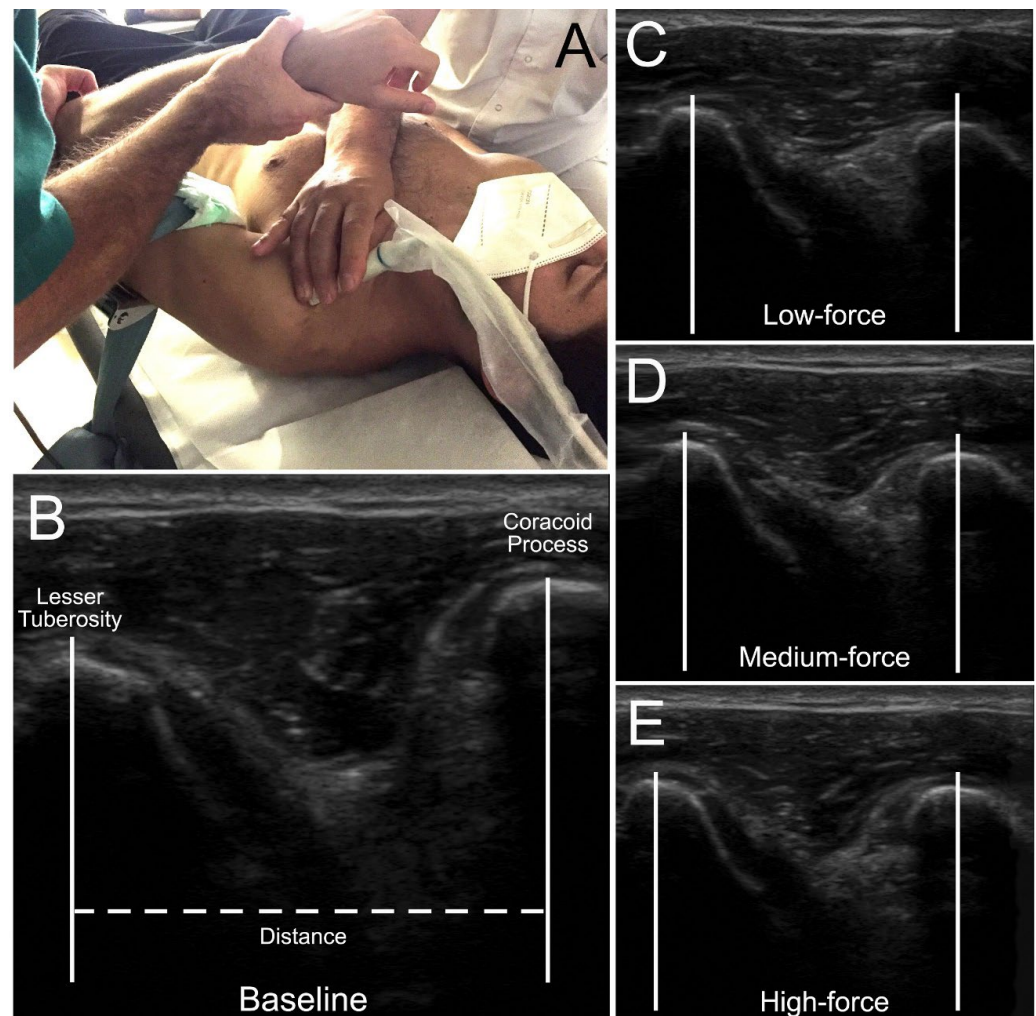 A
B
Lesser
Tuberosity
Coracoid
Process
Distance
Baseline
C
Low-force
D
Medium-force
E
High-force